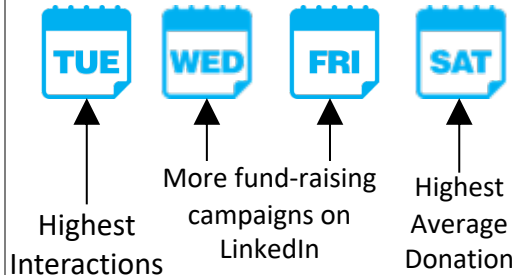 TUE
WED
FRI
SAT
Highest
Interactions
More fund-raising
campaigns on
LinkedIn
Highest
Average
Donation